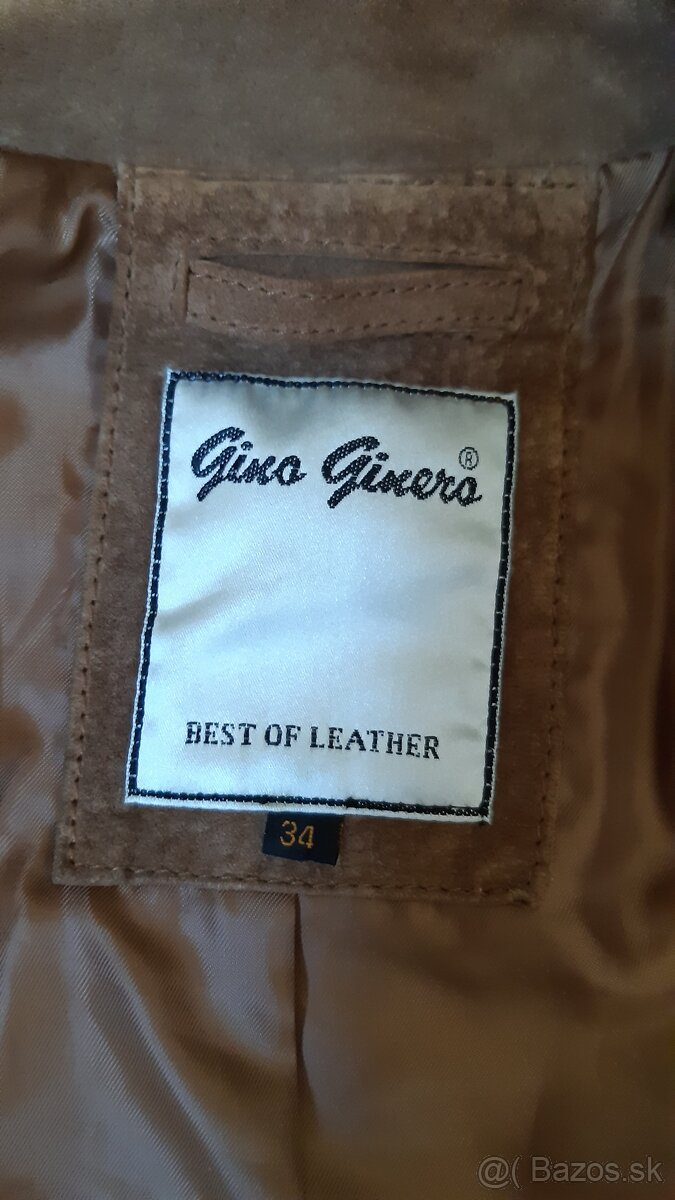 Gino Ginero ®
BEST OF LEATHER
34
@( Bazos.sk